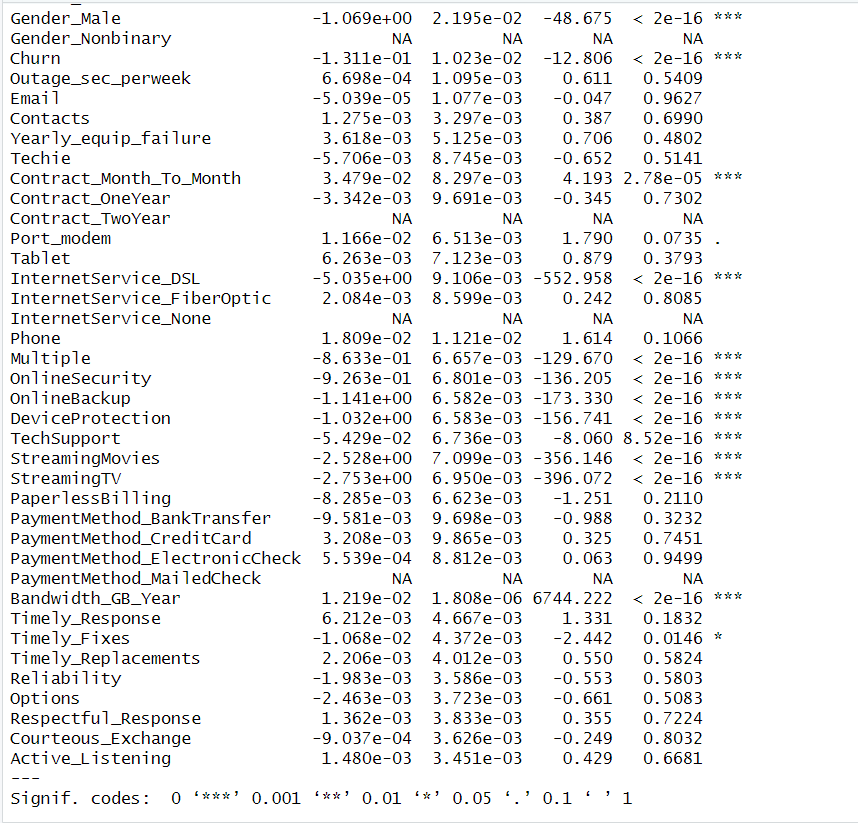 Gender_Male -1.069e+00 2.195e-02 -48.675 < 2e-16 ***
Gender_Nonbinary NA NA NA NA
Churn -1.311e-01 1.023e-02 -12.806 < 2e-16 ***
Outage_sec_perweek 6.698e-04 1.095e-03 0.611 0.5409
Email -5.039e-05 1.077e-03 -0.047 0.9627
Contacts 1.275e-03 3.297e-03 0.387 0.6990
Yearly_equip_failure 3.618e-03 5.125e-03 0.706 0.4802
Techie -5.706e-03 8.745e-03 -0.652 0.5141
Contract_Month_To_Month 3.479e-02 8.297e-03 4.193 2.78e-05 ***
Contract_OneYear -3.342e-03 9.691e-03 -0.345 0.7302
Contract_TwoYear NA NA NA NA
Port_modem 1.166e-02 6.513e-03 1.790 0.0735 .
Tablet 6.263e-03 7.123e-03 0.879 0.3793
InternetService_DSL -5.035e+00 9.106e-03 -552.958 < 2e-16 ***
InternetService_FiberOptic 2.084e-03 8.599e-03 0.242 0.8085
InternetService_None NA NA NA NA
Phone 1.809e-02 1.121e-02 1.614 0.1066
Multiple -8.633e-01 6.657e-03 -129.670 < 2e-16 ***
OnlineSecurity -9.263e-01 6.801e-03 -136.205 < 2e-16 ***
OnlineBackup -1.141e+00 6.582e-03 -173.330 < 2e-16 ***
DeviceProtection -1.032e+00 6.583e-03 -156.741 < 2e-16 ***
TechSupport -5.429e-02 6.736e-03 -8.060 8.52e-16 ***
StreamingMovies -2.528e+00 7.099e-03 -356.146 < 2e-16 ***
StreamingTV -2.753e+00 6.950e-03 -396.072 < 2e-16 ***
PaperlessBilling -8.285e-03 6.623e-03 -1.251 0.2110
PaymentMethod_BankTransfer -9.581e-03 9.698e-03 -0.988 0.3232
PaymentMethod_CreditCard 3.208e-03 9.865e-03 0.325 0.7451
PaymentMethod_ElectronicCheck 5.539e-04 8.812e-03 0.063 0.9499
PaymentMethod_MailedCheck NA NA NA NA
Bandwidth_GB_Year 1.219e-02 1.808e-06 6744.222 < 2e-16 ***
Timely_Response 6.212e-03 4.667e-03 1.331 0.1832
Timely_Fixes -1.068e-02 4.372e-03 -2.442 0.0146 *
Timely_Replacements 2.206e-03 4.012e-03 0.550 0.5824
Reliability -1.983e-03 3.586e-03 -0.553 0.5803
Options -2.463e-03 3.723e-03 -0.661 0.5083
Respectful_Response 1.362e-03 3.833e-03 0.355 0.7224
Courteous_Exchange -9.037e-04 3.626e-03 -0.249 0.8032
Active_Listening 1.480e-03 3.451e-03 0.429 0.6681
---
Signif. codes: 0 ‘***’ 0.001 ‘**’ 0.01 ‘*’ 0.05 ‘.’ 0.1 ‘ ’ 1